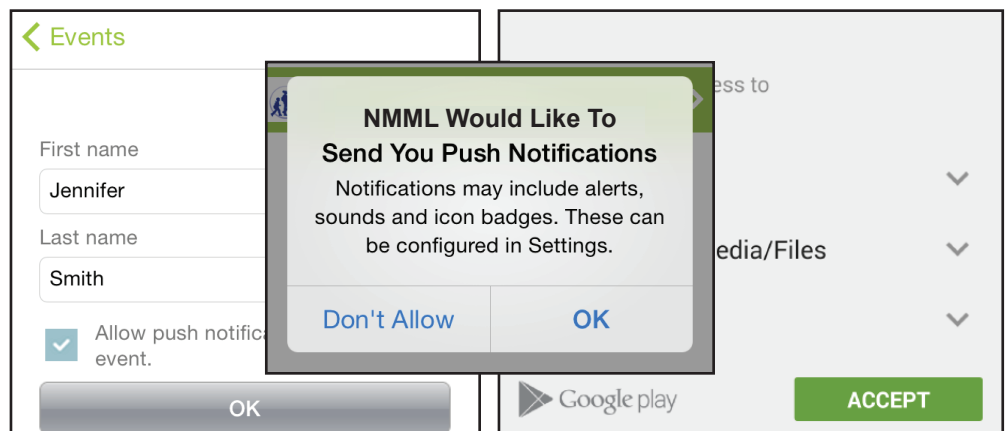 Events
First name
Jennifer
Last name
Smith
Allow push notific
event.
OK
NMML Would Like To
Send You Push Notifications
Notifications may include alerts,
sounds and icon badges. These can
be configured in Settings.
Don't Allow
OK
ess to
edia/Files
Google play
ACCEPT